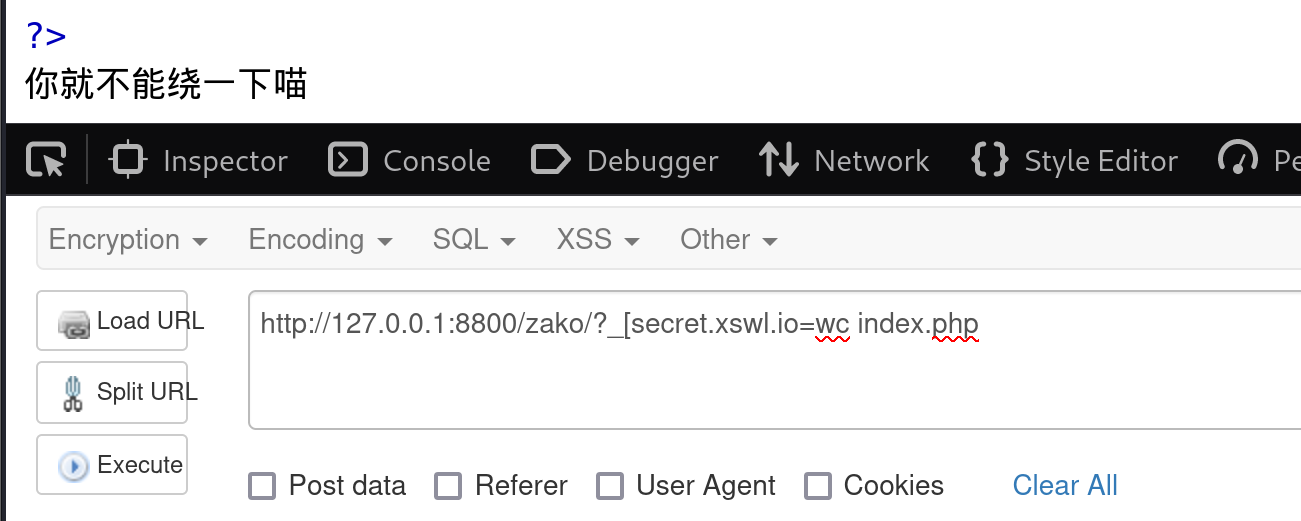 ?>
你就不能绕一下喵
Inspector Console Debugger Network Style Editor Pe
Encryption Encoding SQL XSS Other
Load URL
http://127.0.0.1:8800/zako/?_[secret.xswl.io=wc index.php
Split URL
Execute
Post data Referer User Agent Cookies Clear All